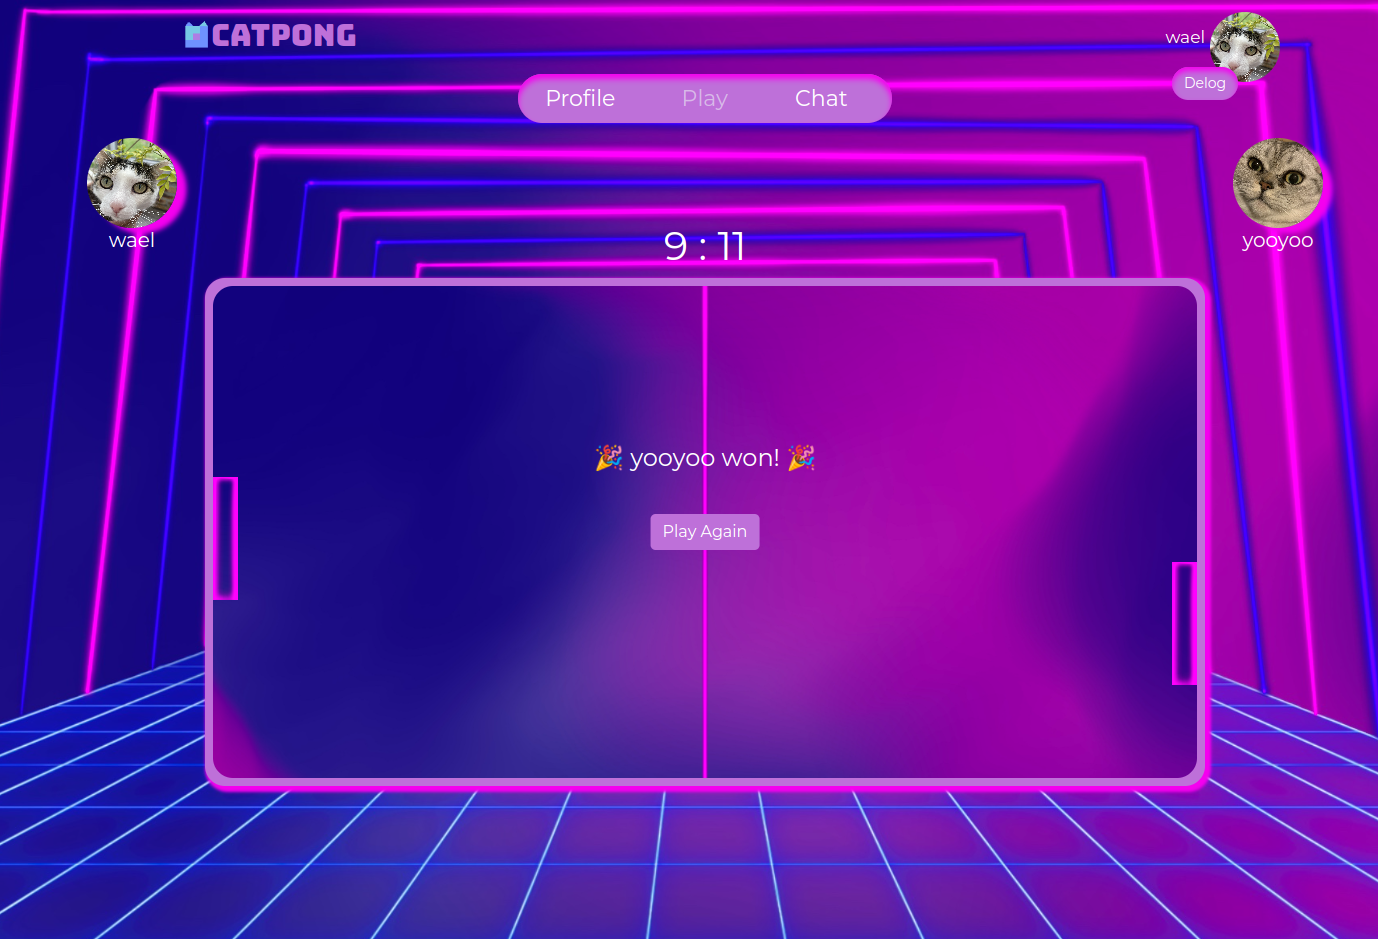 CATPONG
wael
Delog
Profile Play Chat
wael
yooyoo
9 : 11
🎉 yooyoo won! 🎉
Play Again